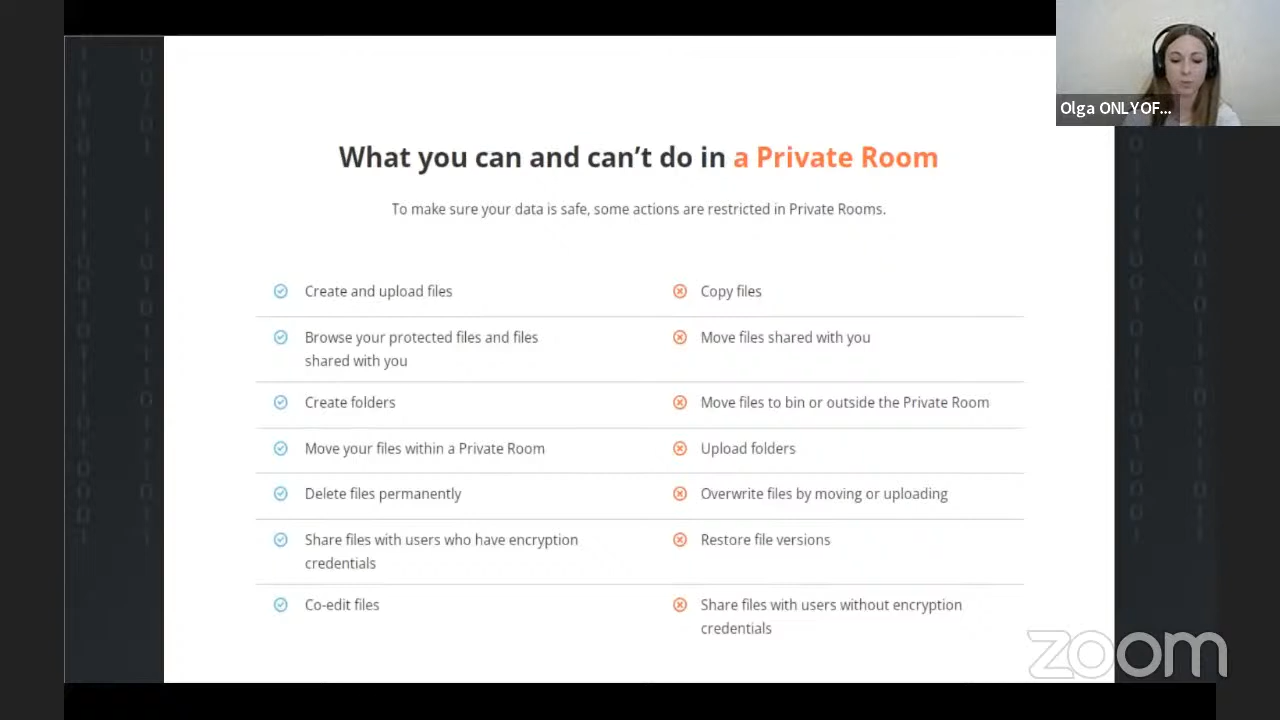 Olga ONLYOF...
What you can and can't do in a Private Room
To make sure your data is safe, some actions are restricted in Private Rooms.
Create and upload files
Copy files
Browse your protected files and files
shared with you
Move files shared with you
Create folders
Move files to bin or outside the Private Room
Move your files within a Private Room
Upload folders
Delete files permanently
Overwrite files by moving or uploading
Share files with users who have encryption
credentials
Restore file versions
Co-edit files
Share files with users without encryption
credentials
zoom